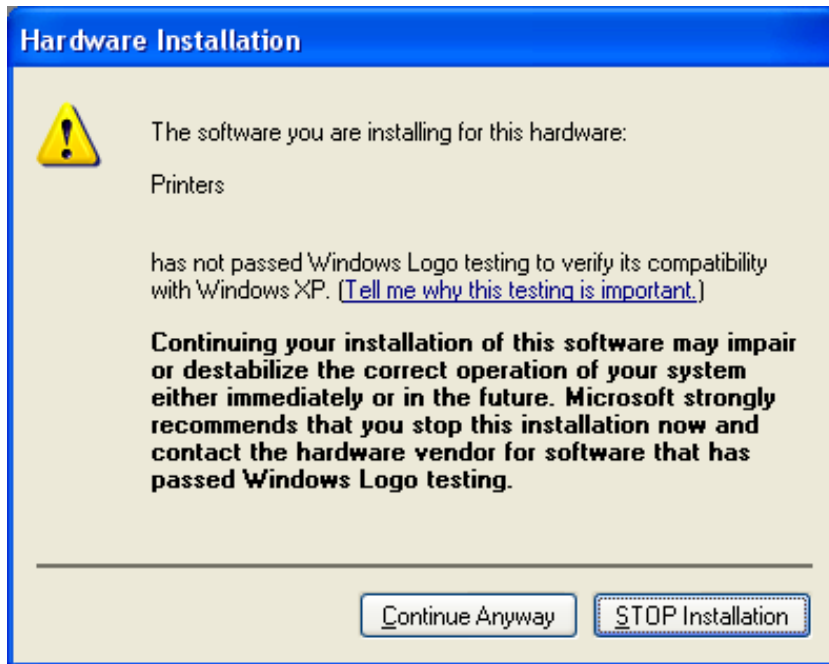 Hardware Installation
The software you are installing for this hardware:
Printers
has not passed Windows Logo testing to verify its compatibility
with Windows XP. (Tell me why this testing is important.)
Continuing your installation of this software may impair
or destabilize the correct operation of your system
either immediately or in the future. Microsoft strongly
recommends that you stop this installation now and
contact the hardware vendor for software that has
passed Windows Logo testing.
Continue Anyway
STOP Installation